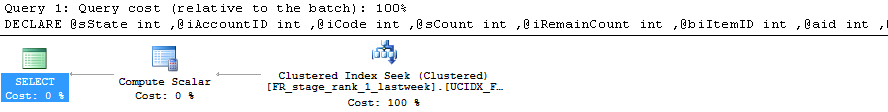 Query 1: Query cost (relative to the batch): 100%
DECLARE @sState int ,@iAccountID int ,@iCode int ,@sCount int ,@iRemainCount int ,@biItemID int ,@aid int ,
SELECT
Cost: 0 %
Compute Scalar
Cost: 0 %
Clustered Index Seek (Clustered)
[FR_stage_rank_1_lastweek].[UCIDX_F…
Cost: 100 %